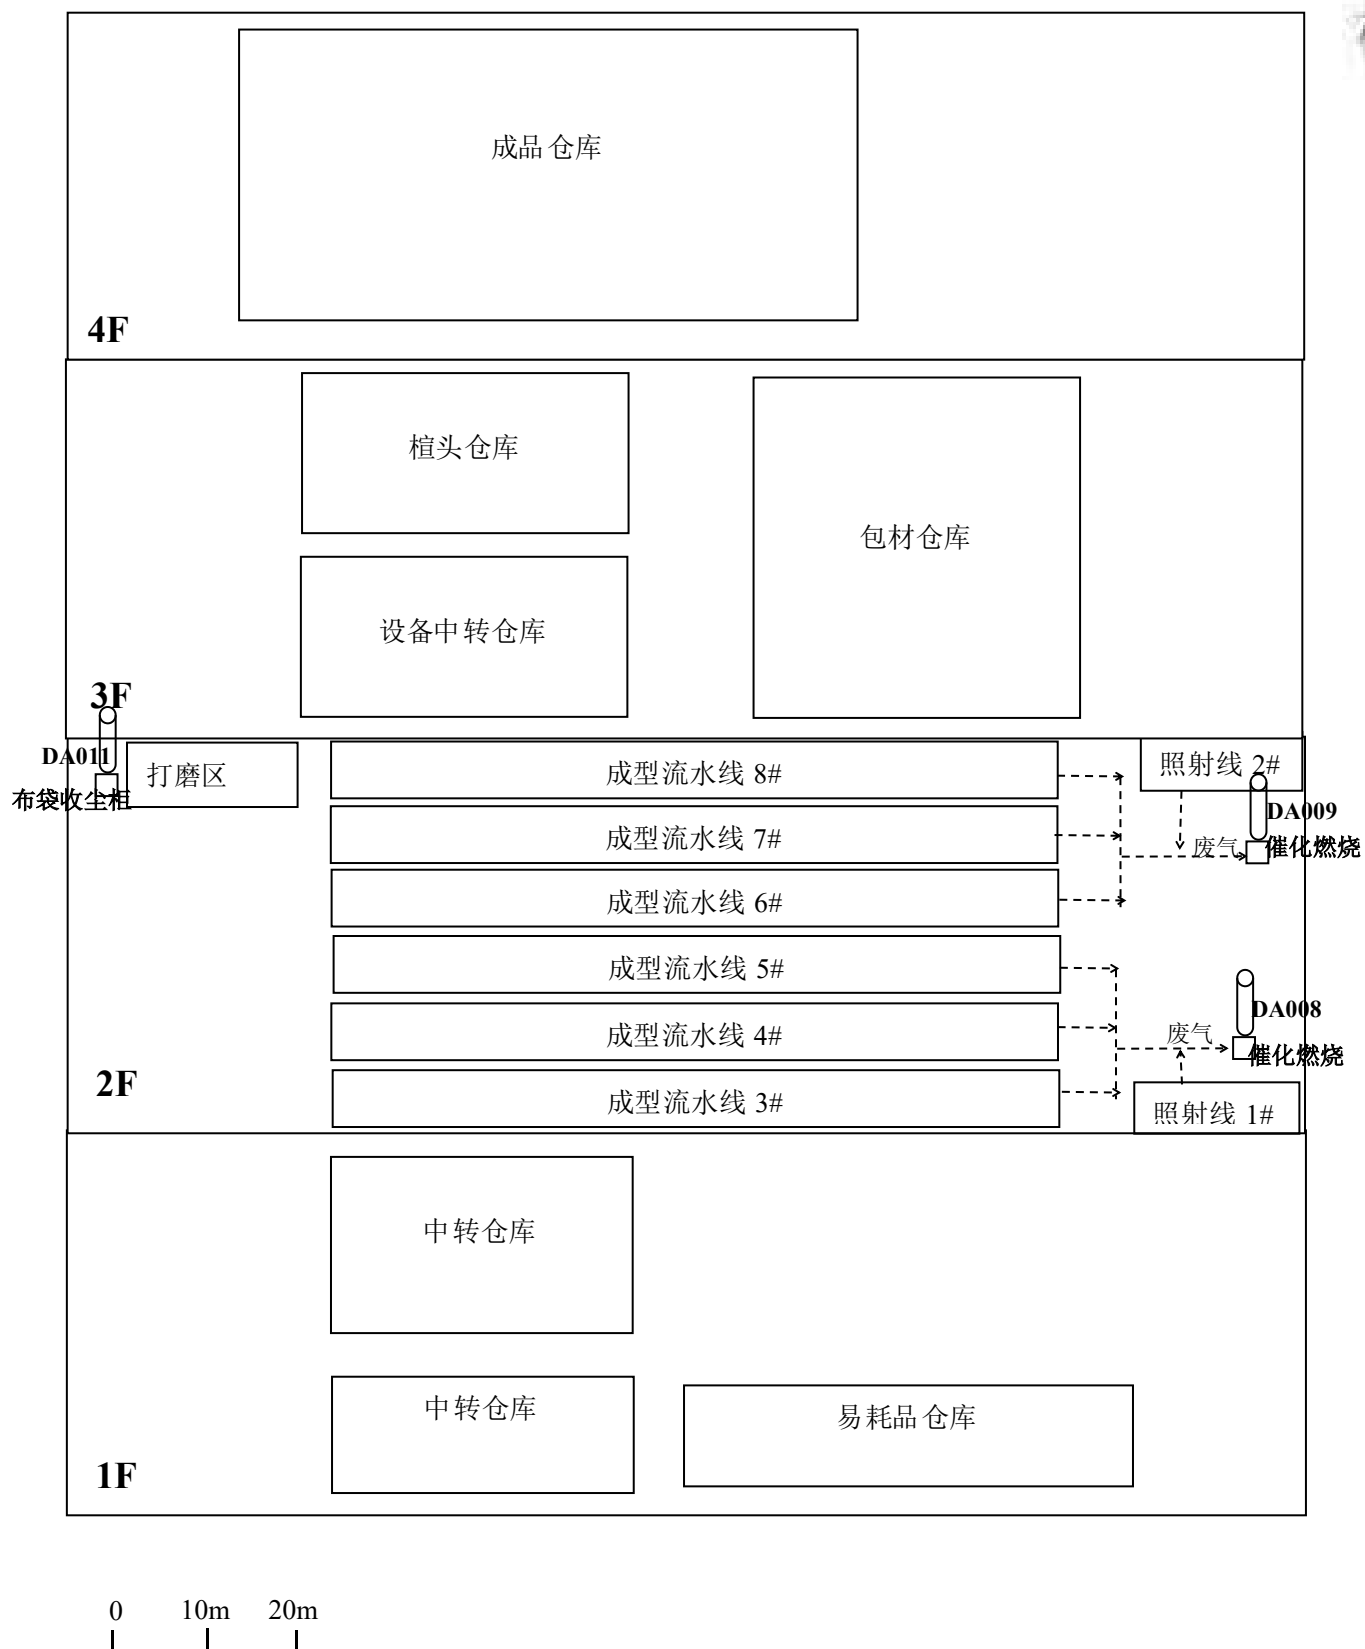 成品仓库
4F
楦头仓库
包材仓库
设备中转仓库
3F
DA011
布袋收尘柜
打磨区
成型流水线 8#
照射线 2#
DA009
成型流水线 7#
废气
催化燃烧
成型流水线 6#
成型流水线 5#
DA008
成型流水线 4#
废气
催化燃烧
2F
成型流水线 3#
照射线 1#
中转仓库
中转仓库
易耗品仓库
1F
0 10m 20m